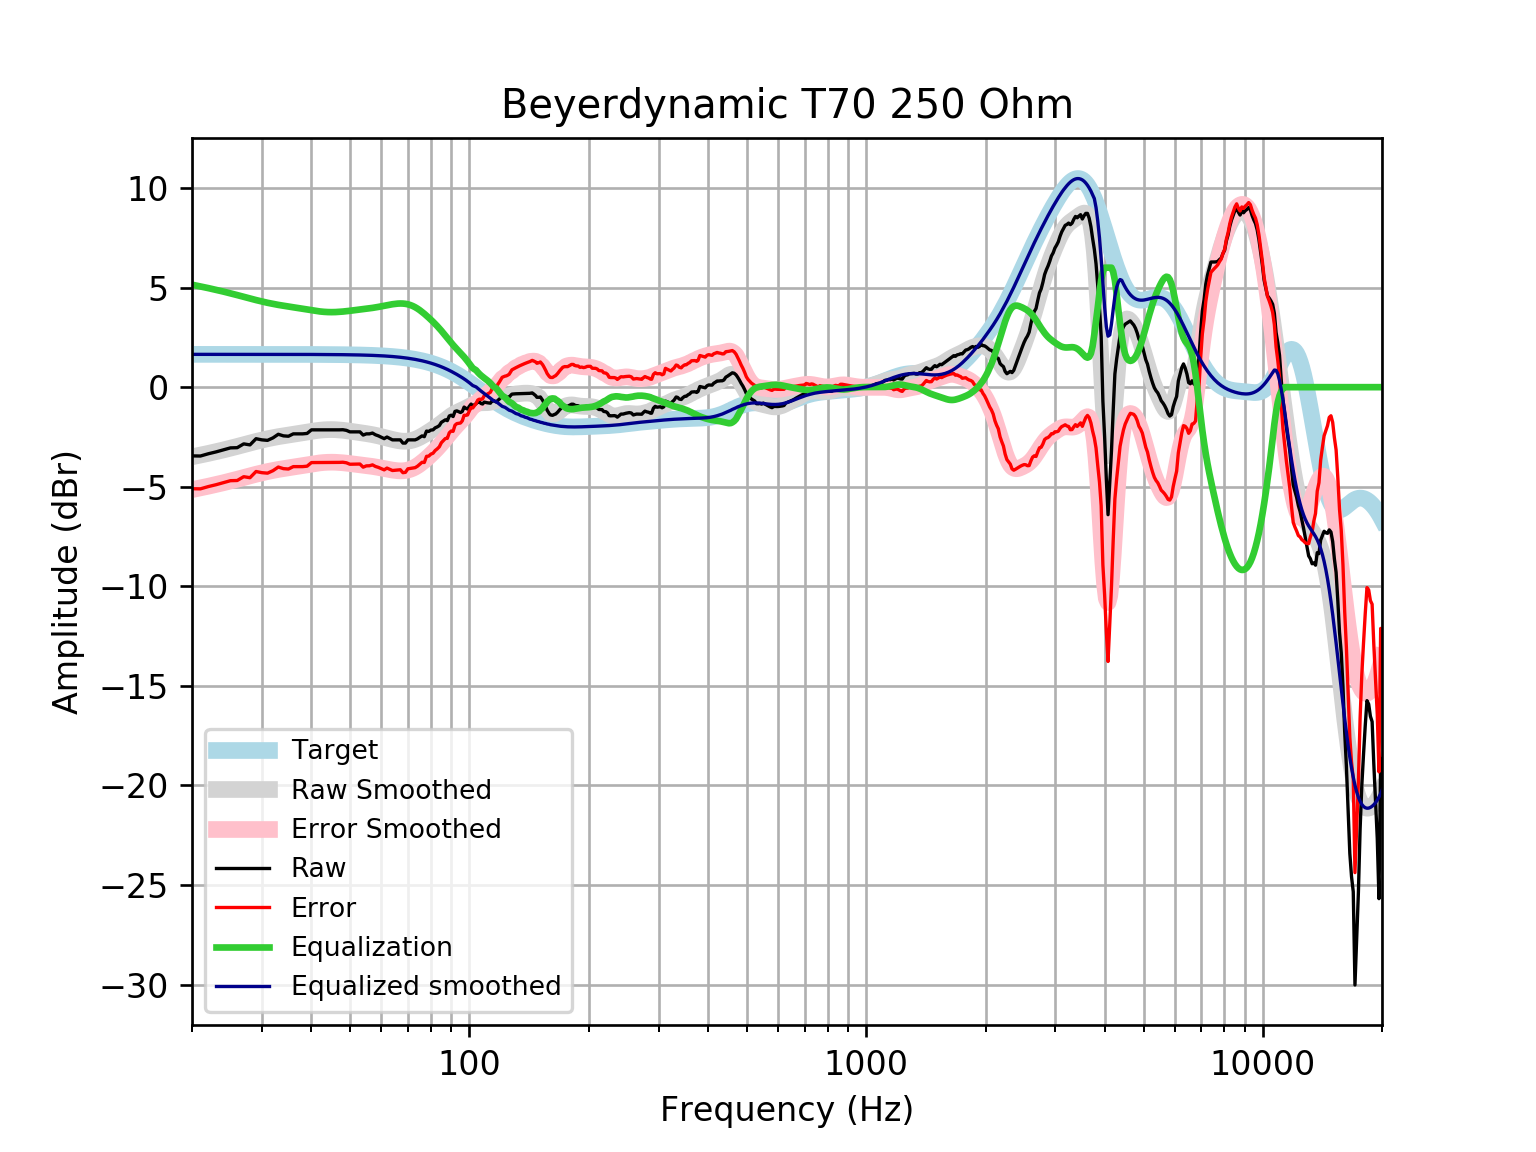 Beyerdynamic T70 250 Ohm
10
5
0
−5
−10
−15
−20
−25
−30
Amplitude (dBr)
Target
Raw Smoothed
Error Smoothed
Raw
Error
Equalization
Equalized smoothed
100
1000
10000
Frequency (Hz)